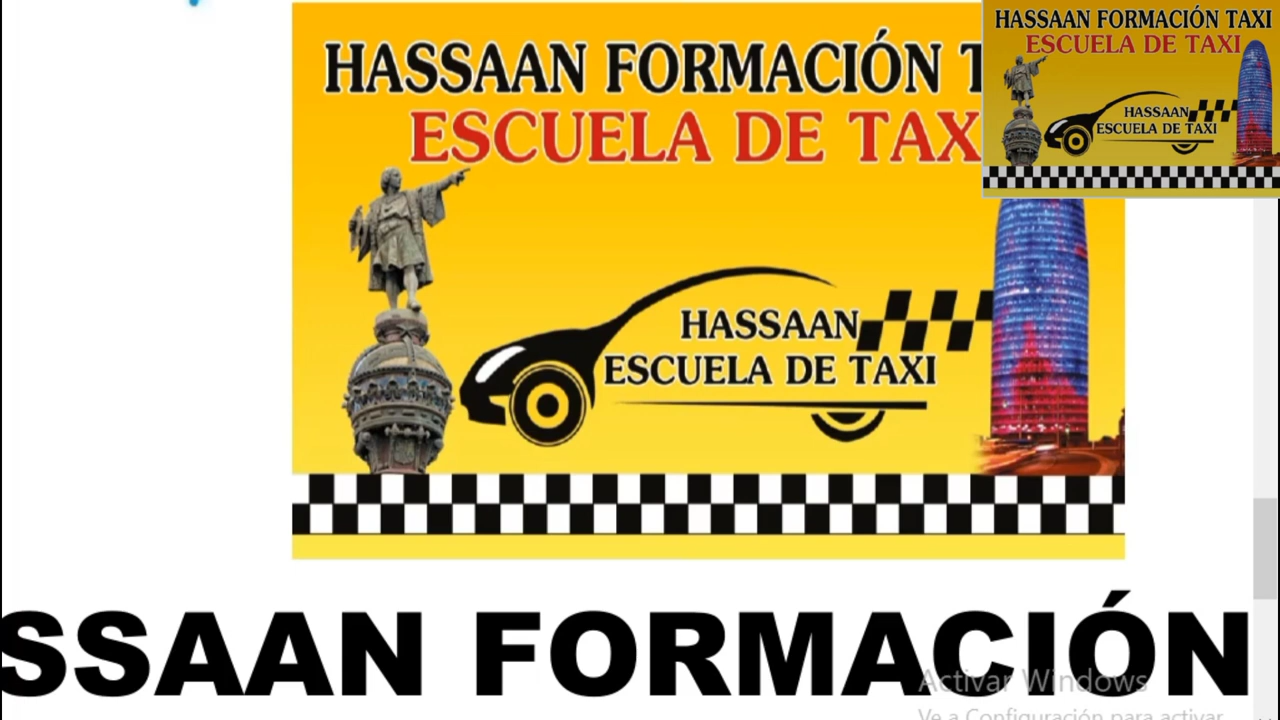 HASSAAN FORMACIÓN T
ESCUELA DE TAX
HASSAAN
ESCUELA DE TAXI
HASSAAN FORMACIÓN TAXI
ESCUELA DE TAXI
HASSAAN
ESCUELA DE TAXI
SSAAN FORMACIÓN
Activar Windows
Ve a Configuración para activar